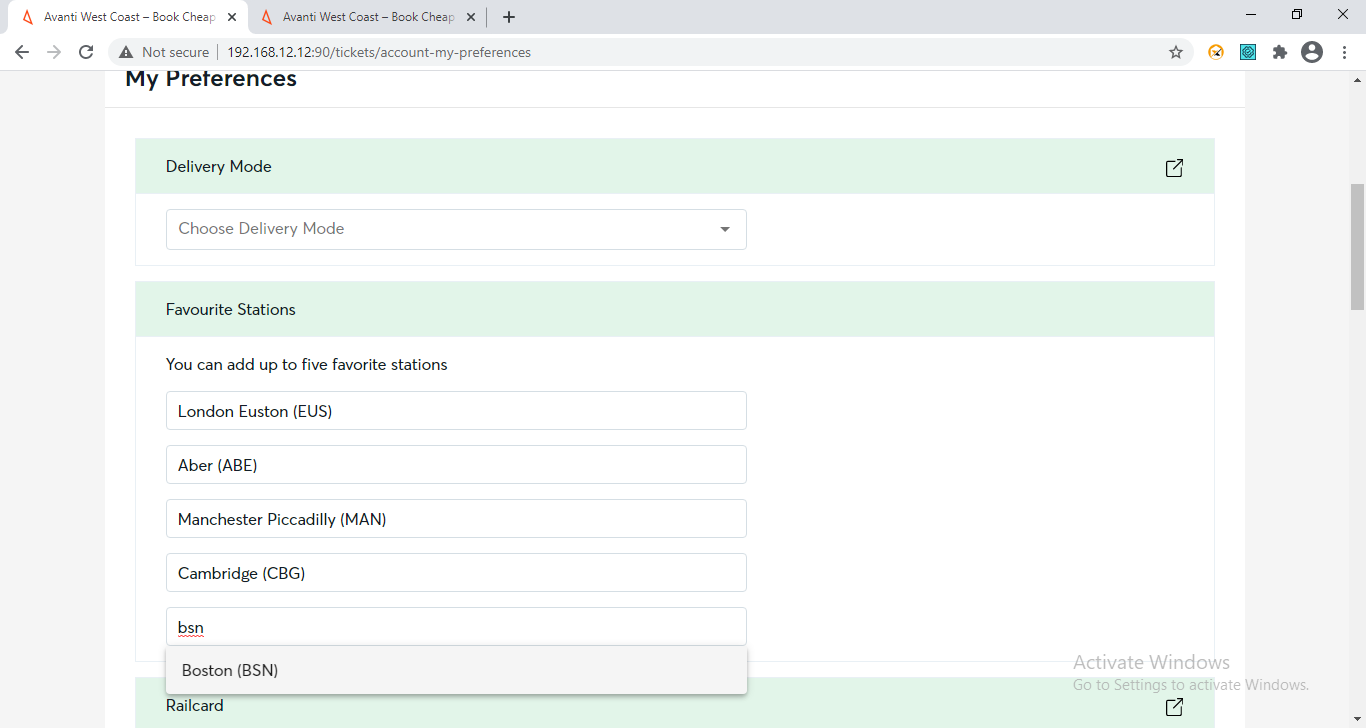 Avanti West Coast – Book Cheap
Avanti West Coast – Book Cheap
Not secure
192.168.12.12:90/tickets/account-my-preferences
My Preferences
Delivery Mode
Choose Delivery Mode
Favourite Stations
You can add up to five favorite stations
London Euston (EUS)
Aber (ABE)
Manchester Piccadilly (MAN)
Cambridge (CBG)
bsn
Boston (BSN)
Activate Windows
Go to Settings to activate Windows.
Railcard